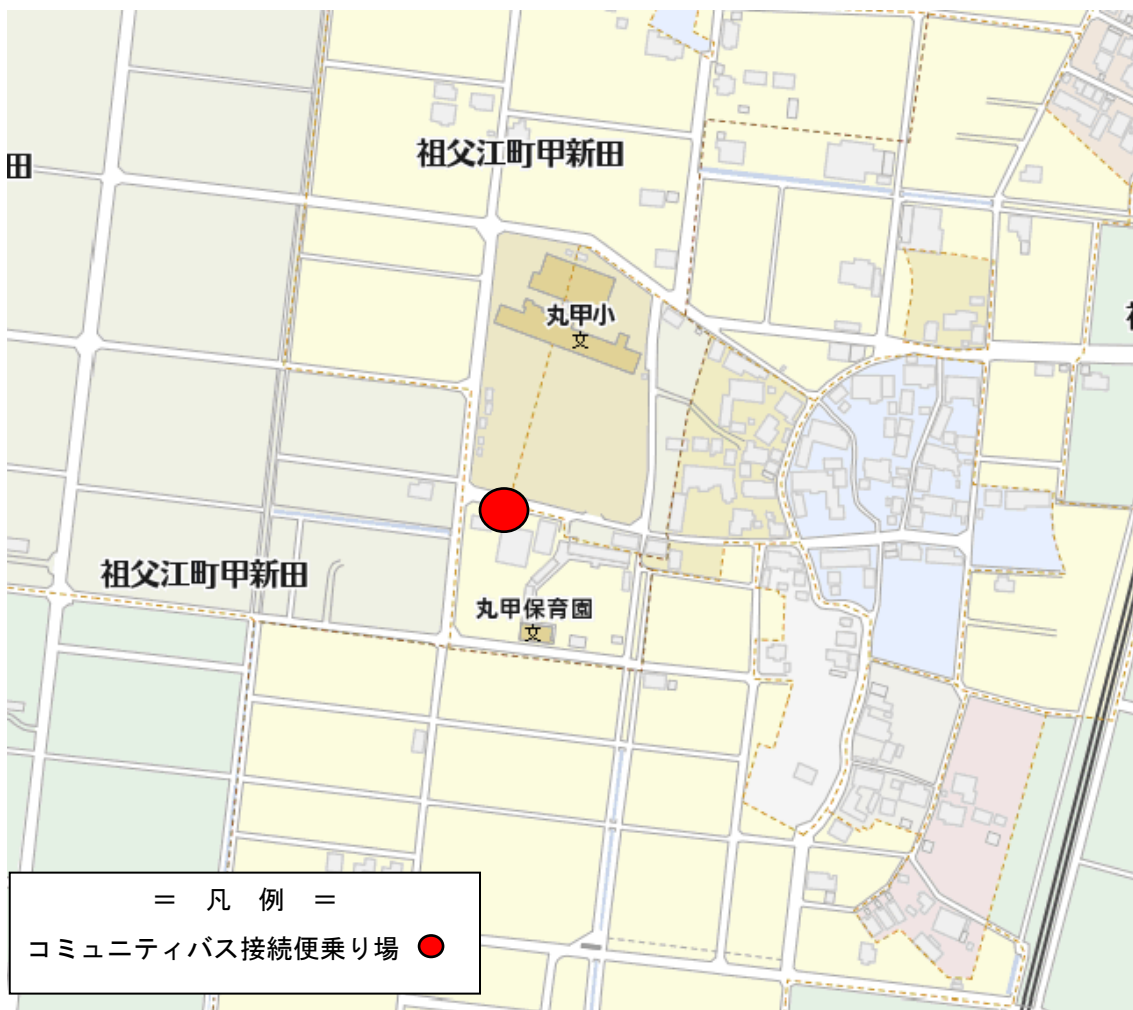 祖父江町甲新田
田
丸甲小
文
祖父江町甲新田
丸甲保育園
文
＝ 凡 例 ＝
コミュニティバス接続便乗り場